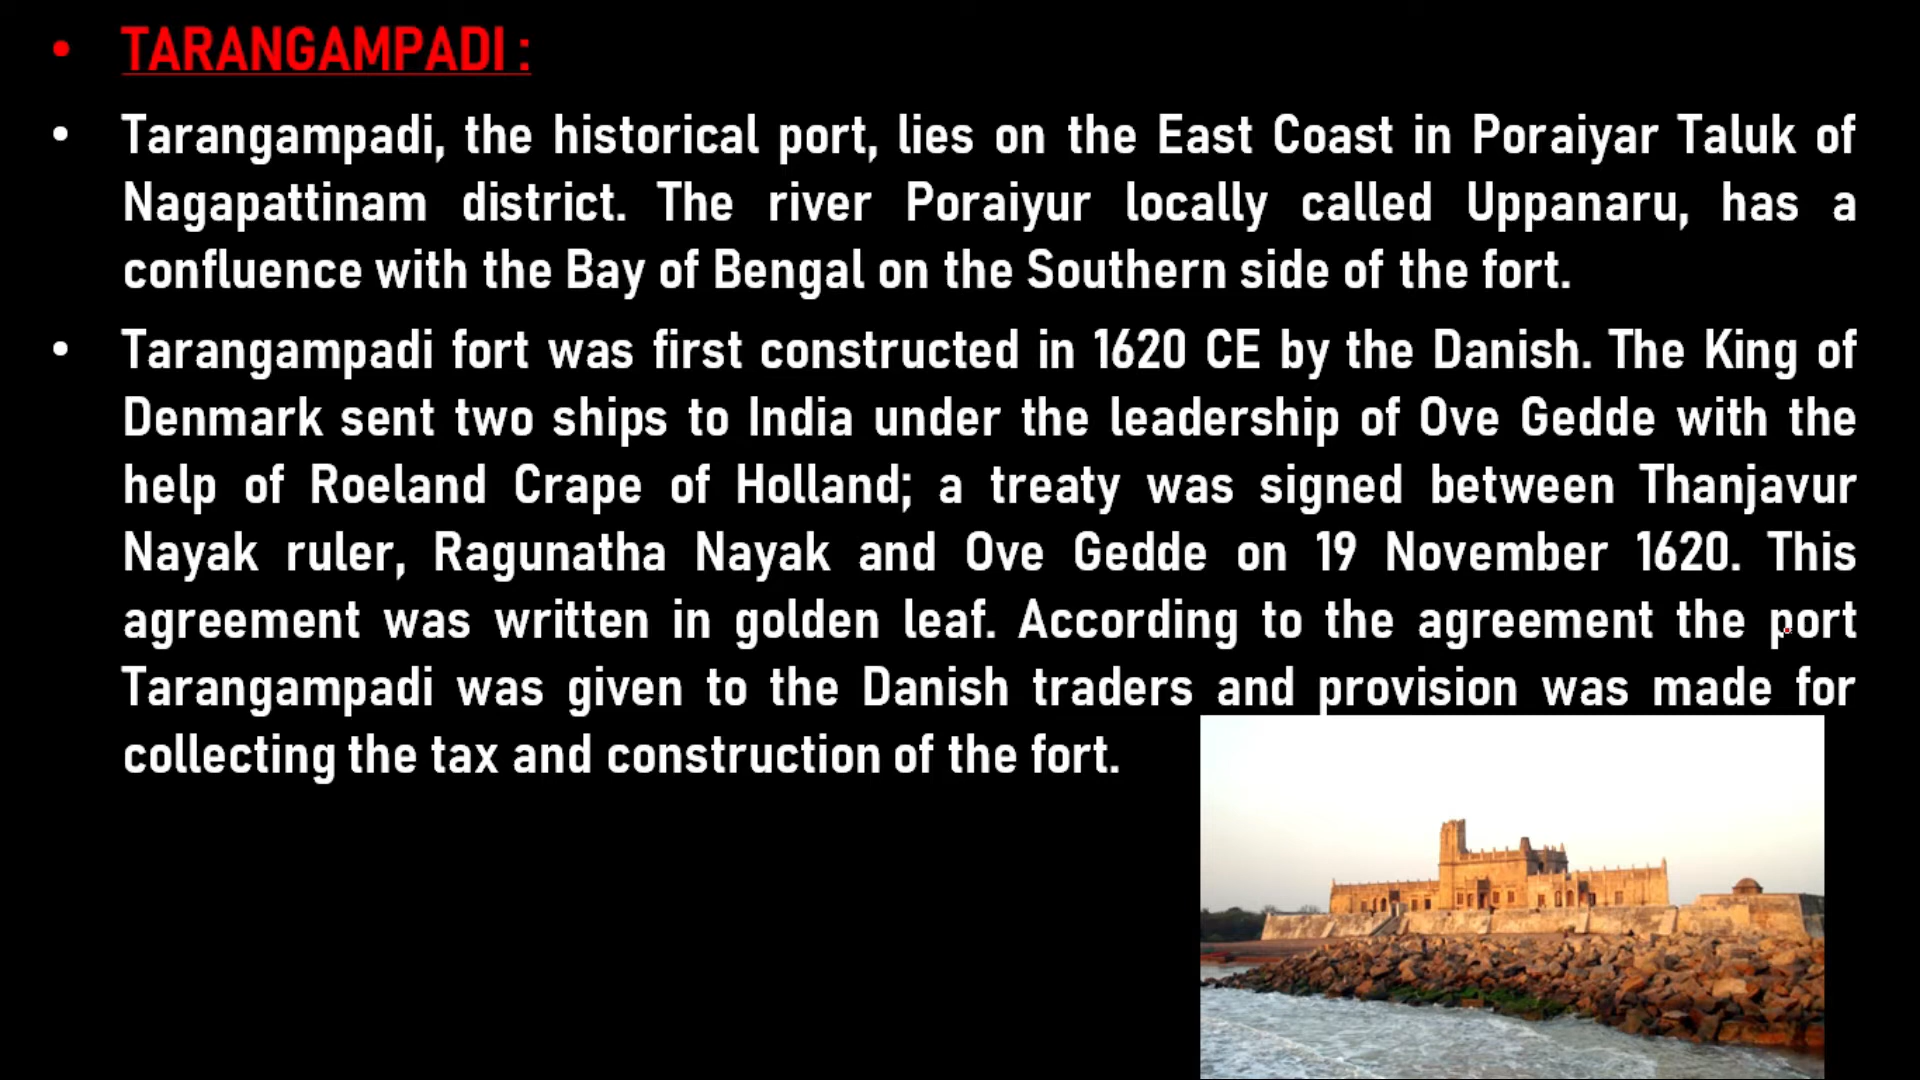 • TARANGAMPADI :
• Tarangampadi, the historical port, lies on the East Coast in Poraiyar Taluk of
Nagapattinam district. The river Poraiyur locally called Uppanaru, has a
confluence with the Bay of Bengal on the Southern side of the fort.
• Tarangampadi fort was first constructed in 1620 CE by the Danish. The King of
Denmark sent two ships to India under the leadership of Ove Gedde with the
help of Roeland Crape of Holland; a treaty was signed between Thanjavur
Nayak ruler, Ragunatha Nayak and Ove Gedde on 19 November 1620. This
agreement was written in golden leaf. According to the agreement the port
Tarangampadi was given to the Danish traders and provision was made for
collecting the tax and construction of the fort.